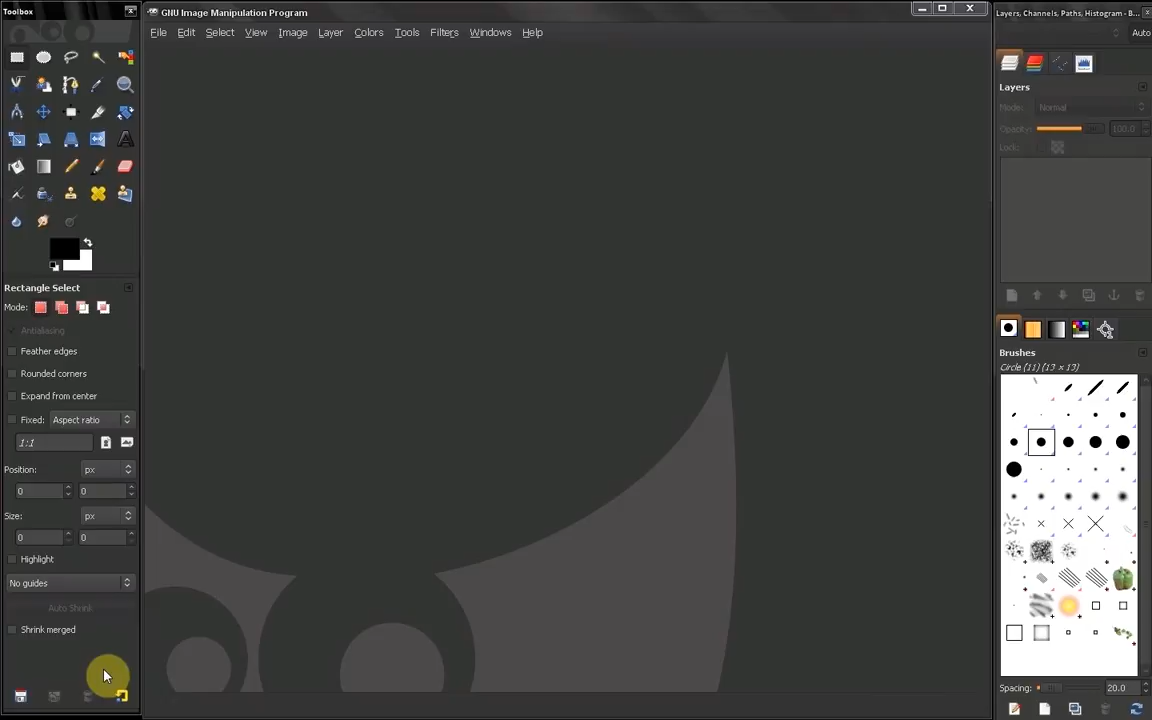 Toolbox
GNU Image Manipulation Program
File Edit Select View Image Layer Colors Tools Filters Windows Help
Rectangle Select
Mode:
Antialiasing
Feather edges
Rounded corners
Expand from center
Fixed: Aspect ratio
1:1
Position: px
0 0
Size: px
0 0
Highlight
No guides
Auto Shrink
Shrink merged
Layers, Channels, Paths, Histogram - B...
Auto
Layers
Mode: Normal
Opacity: 100.0
Lock:
Brushes
Circle (11) (13 × 13)
Spacing: 20.0